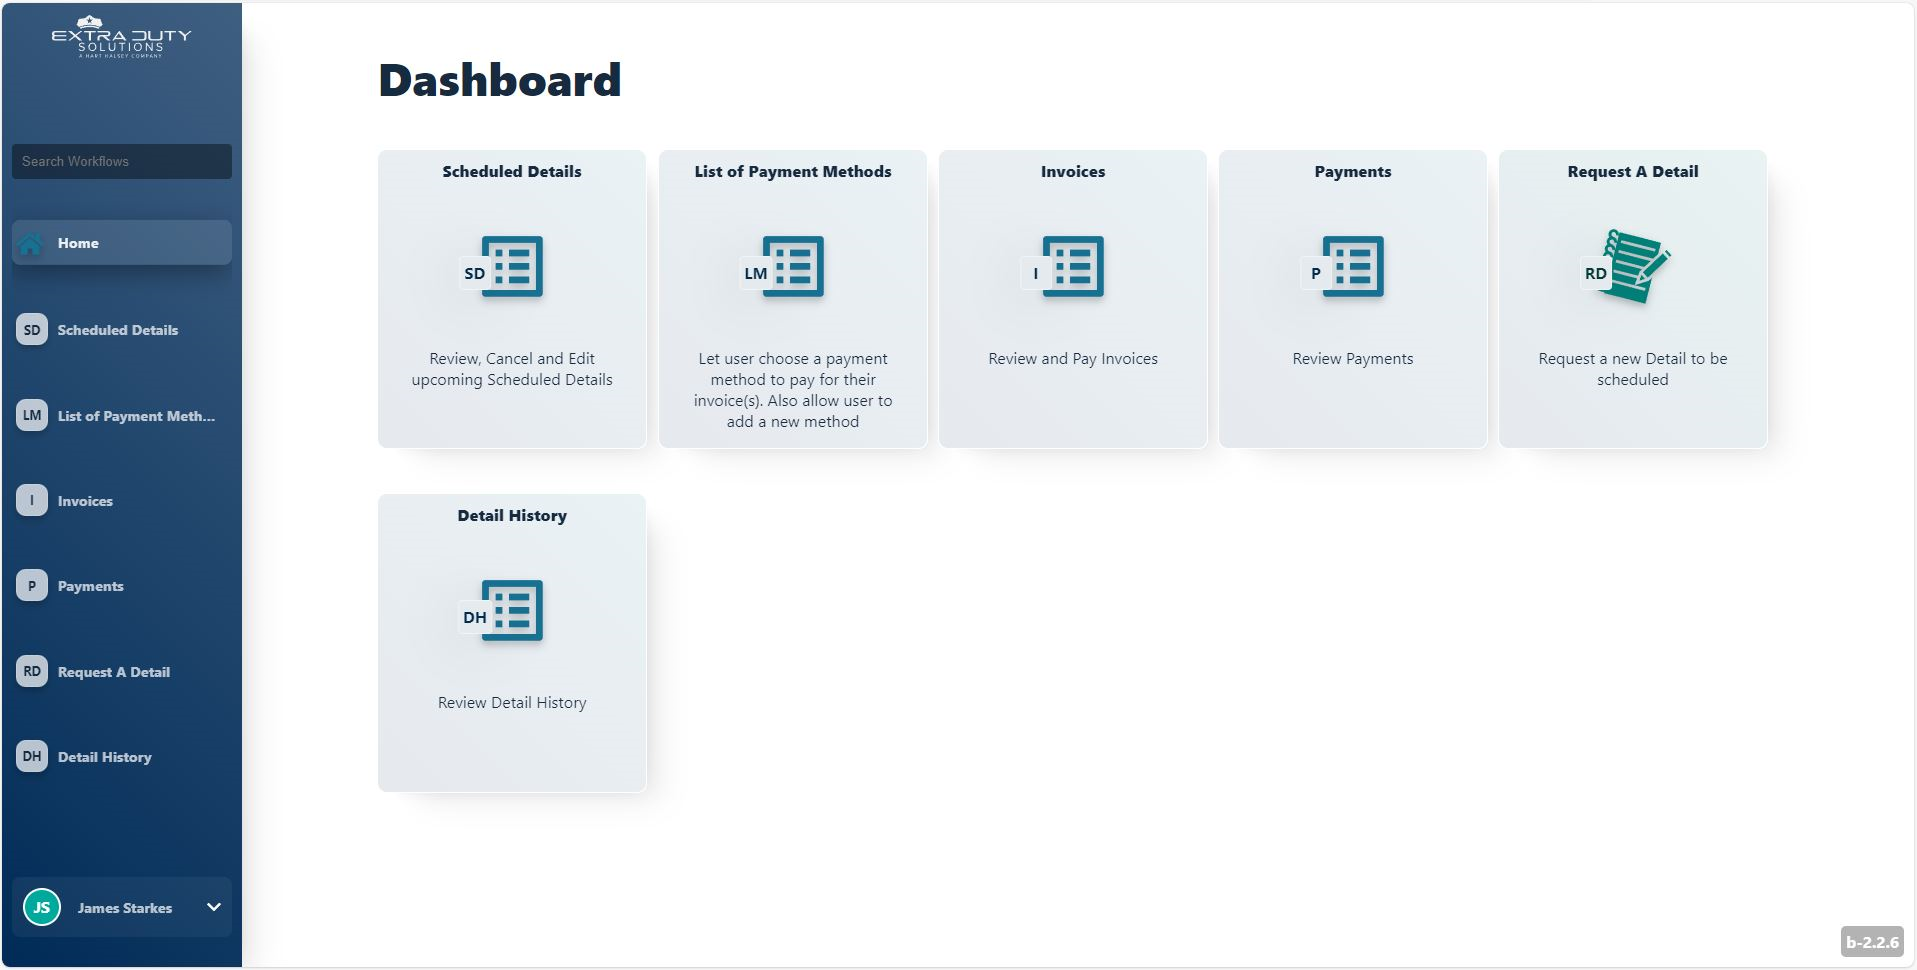 EXTRA DUTY
SOLUTIONS
A HART HALSEY COMPANY
Search Workflows
Home
SD Scheduled Details
LM List of Payment Meth...
I Invoices
P Payments
RD Request A Detail
DH Detail History
JS James Starkes
Dashboard
Scheduled Details
SD
Review, Cancel and Edit
upcoming Scheduled Details
List of Payment Methods
LM
Let user choose a payment
method to pay for their
invoice(s). Also allow user to
add a new method
Invoices
I
Review and Pay Invoices
Payments
P
Review Payments
Request A Detail
RD
Request a new Detail to be
scheduled
Detail History
DH
Review Detail History
b-2.2.6